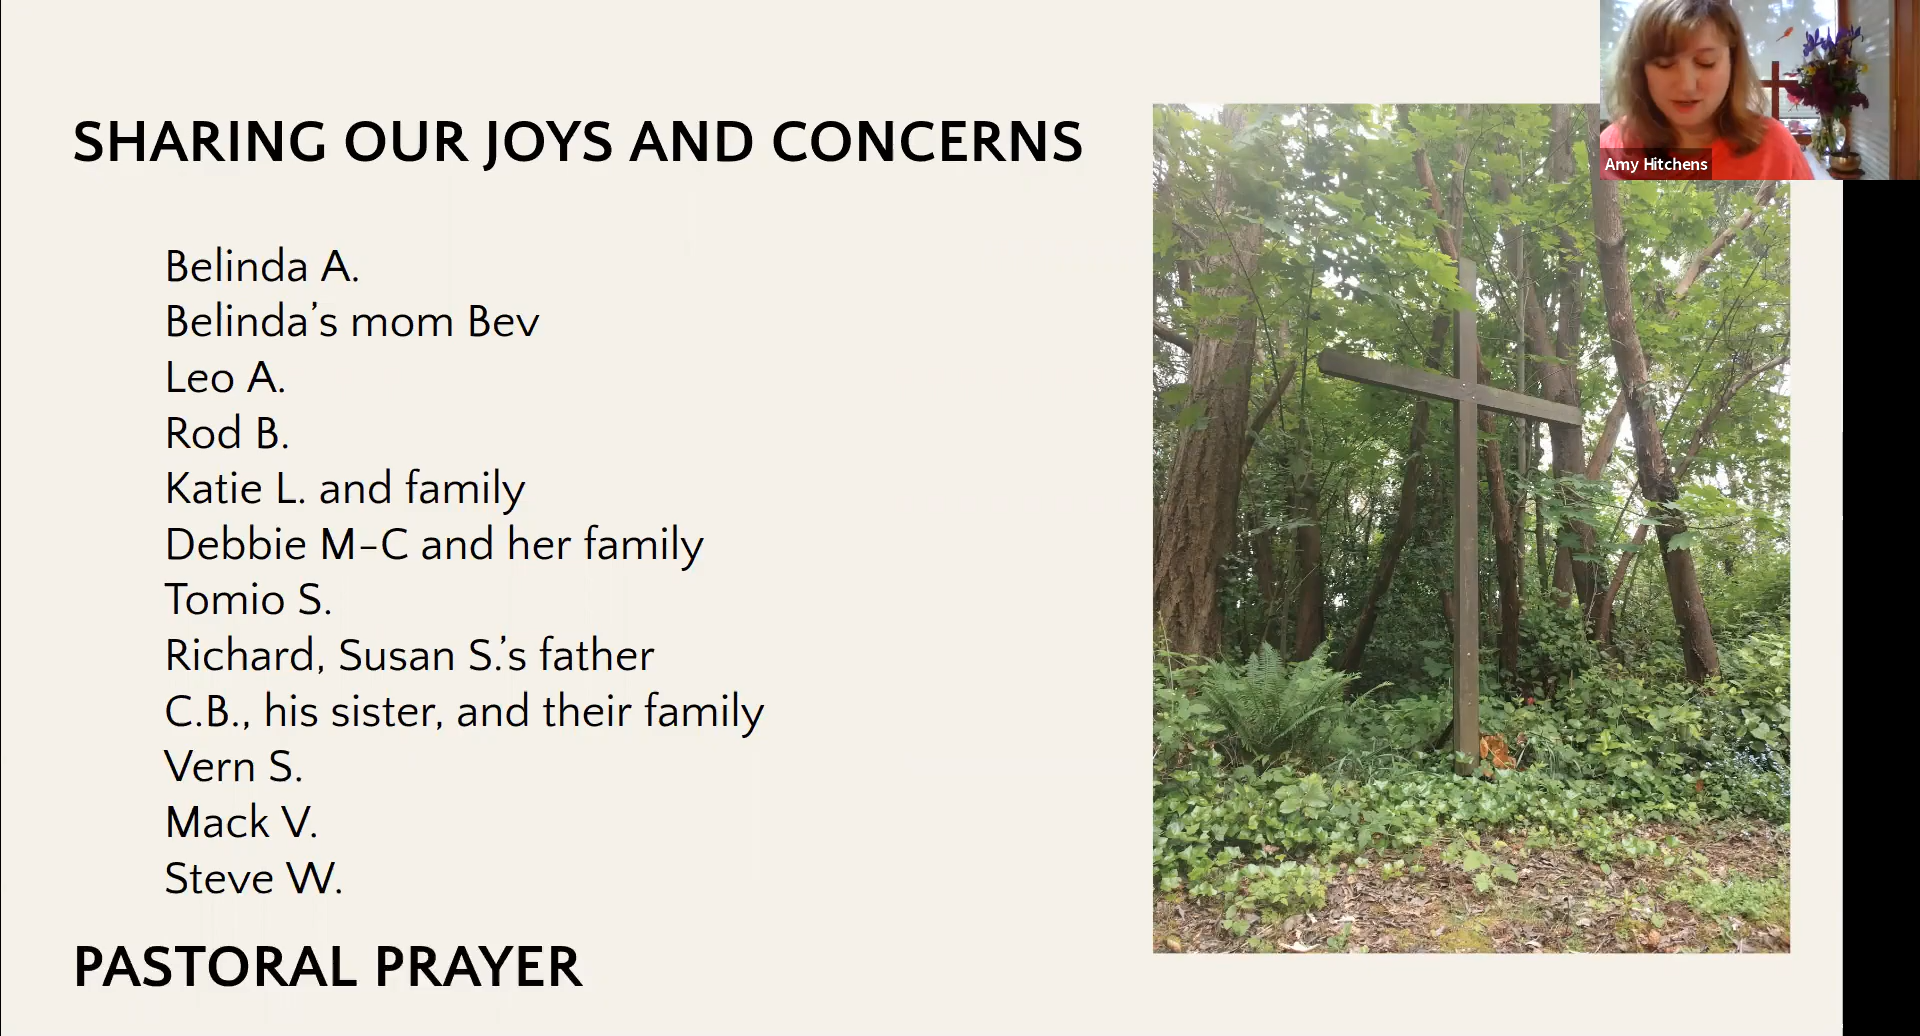 SHARING OUR JOYS AND CONCERNS
Belinda A.
Belinda’s mom Bev
Leo A.
Rod B.
Katie L. and family
Debbie M-C and her family
Tomio S.
Richard, Susan S.’s father
C.B., his sister, and their family
Vern S.
Mack V.
Steve W.
PASTORAL PRAYER
Amy Hitchens